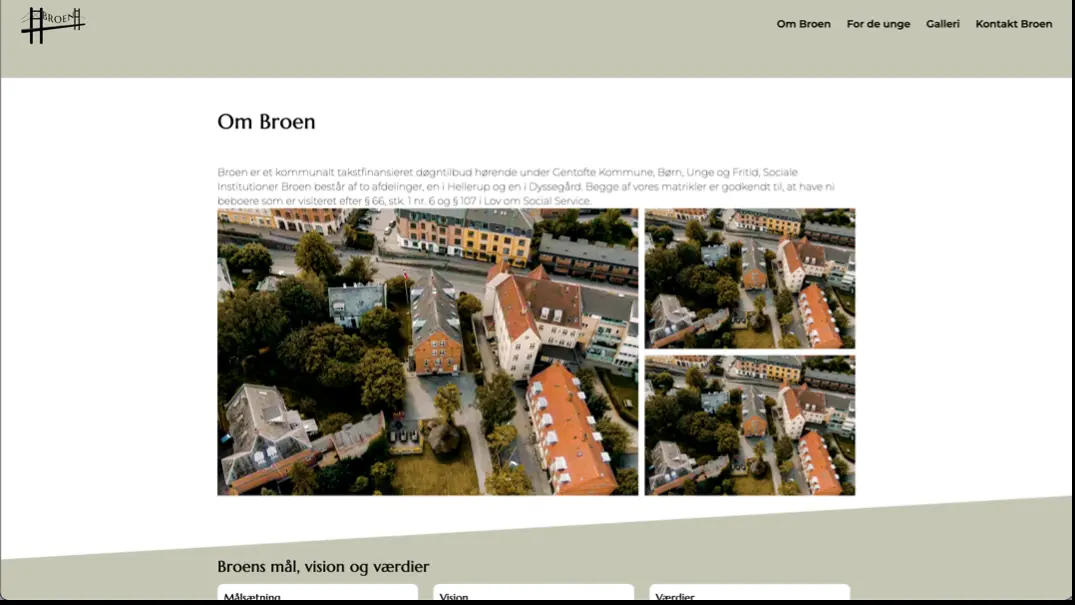 BROEN
Om Broen
For de unge
Galleri
Kontakt Broen
Om Broen
Broen er et kommunalt takstfinansieret døgntilbud hørende under Gentofte Kommune, Børn, Unge og Fritid, Sociale
Institutioner Broen består af to afdelinger, en i Hellerup og en i Dyssegård. Begge af vores matrikler er godkendt til, at have ni
beboere som er visiteret efter § 66, stk. 1 nr. 6 og § 107 i Lov om Social Service.
Broens mål, vision og værdier
Målsætning
Vision
Værdier